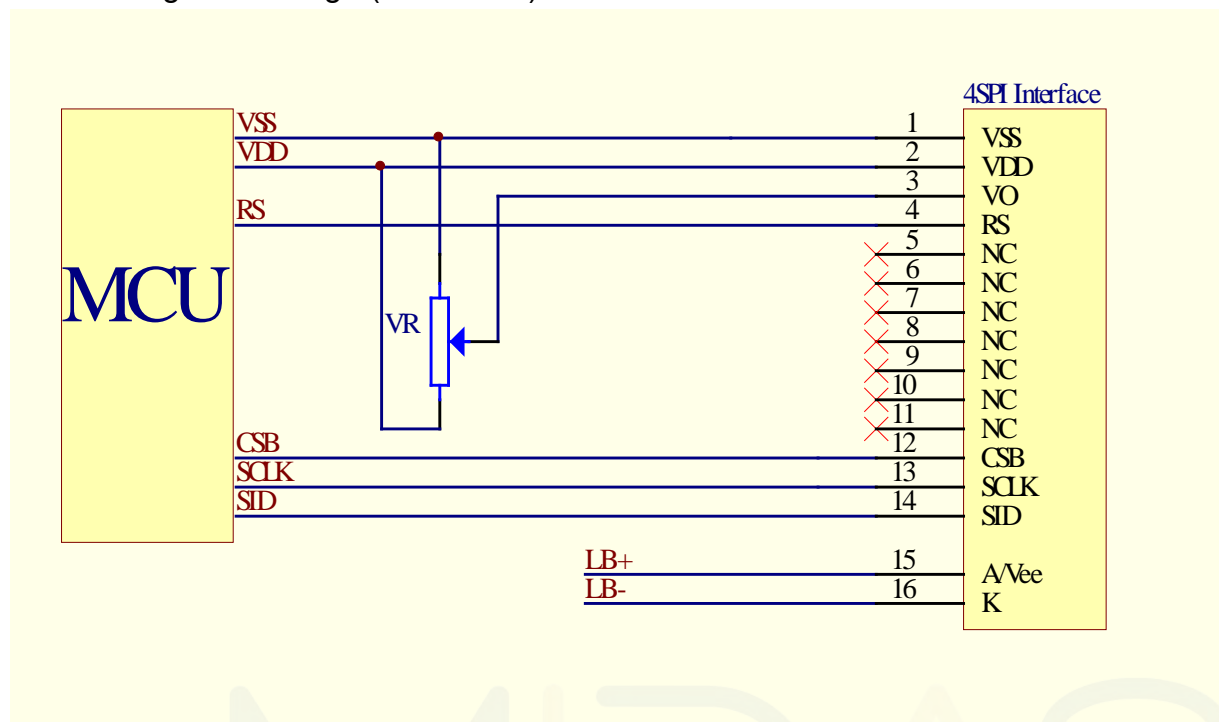 4SPI Interface
VSS 1 VSS
VDD 2 VDD
3 VO
RS 4 RS
5 NC
6 NC
7 NC
MCU
VR 8 NC
9 NC
10 NC
11 NC
CSB 12 CSB
SCLK 13 SCLK
SID 14 SID
LB+ 15 A/Vee
LB- 16 K